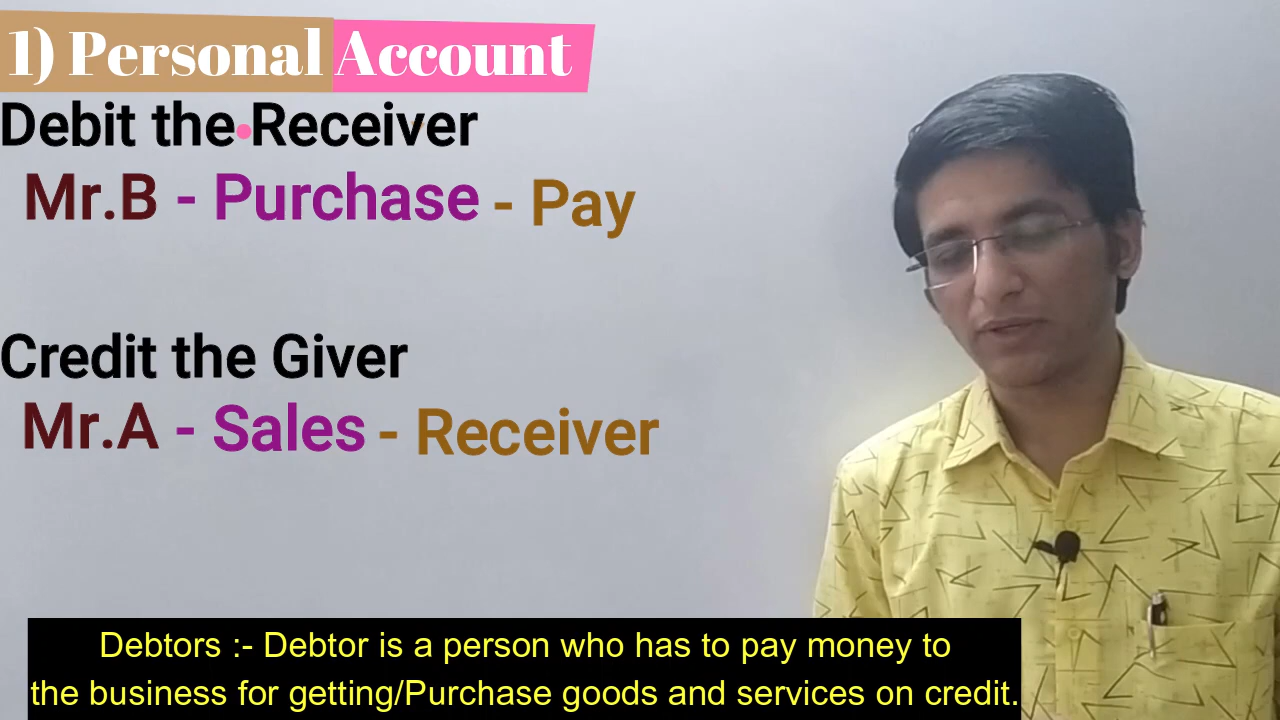 1) Personal Account
Debit the Receiver
Mr.B - Purchase - Pay
Credit the Giver
Mr.A - Sales - Receiver
Debtors :- Debtor is a person who has to pay money to
the business for getting/Purchase goods and services on credit.